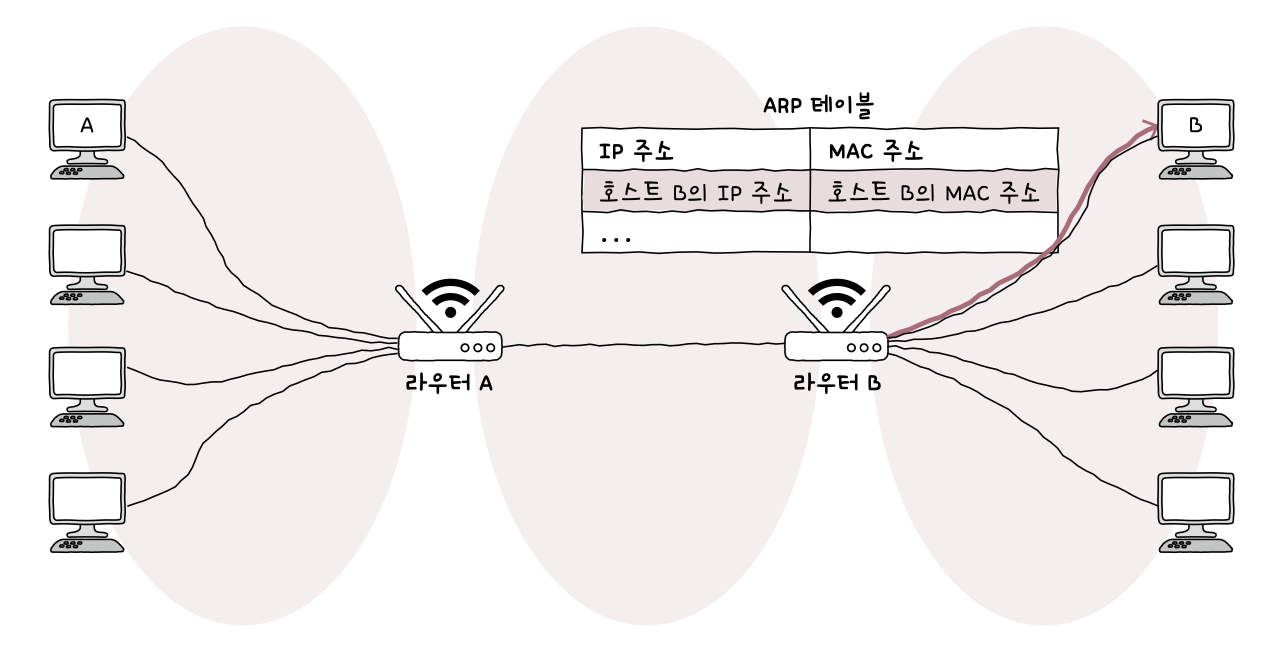 A
ARP 테이블
B
IP 주소 MAC 주소
호스트 B의 IP 주소 호스트 B의 MAC 주소
...
라우터 A
라우터 B